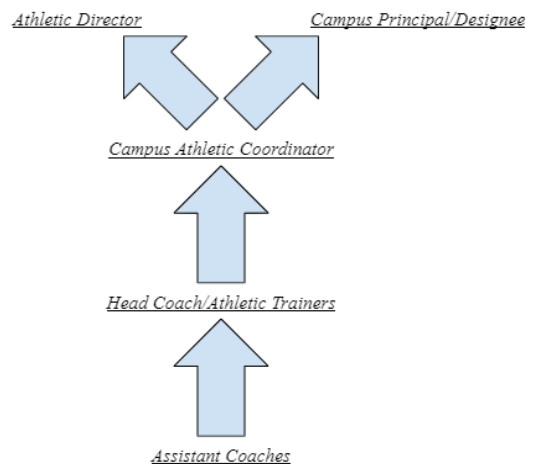 Athletic Director
Campus Principal/Designee
Campus Athletic Coordinator
Head Coach/Athletic Trainers
Assistant Coaches